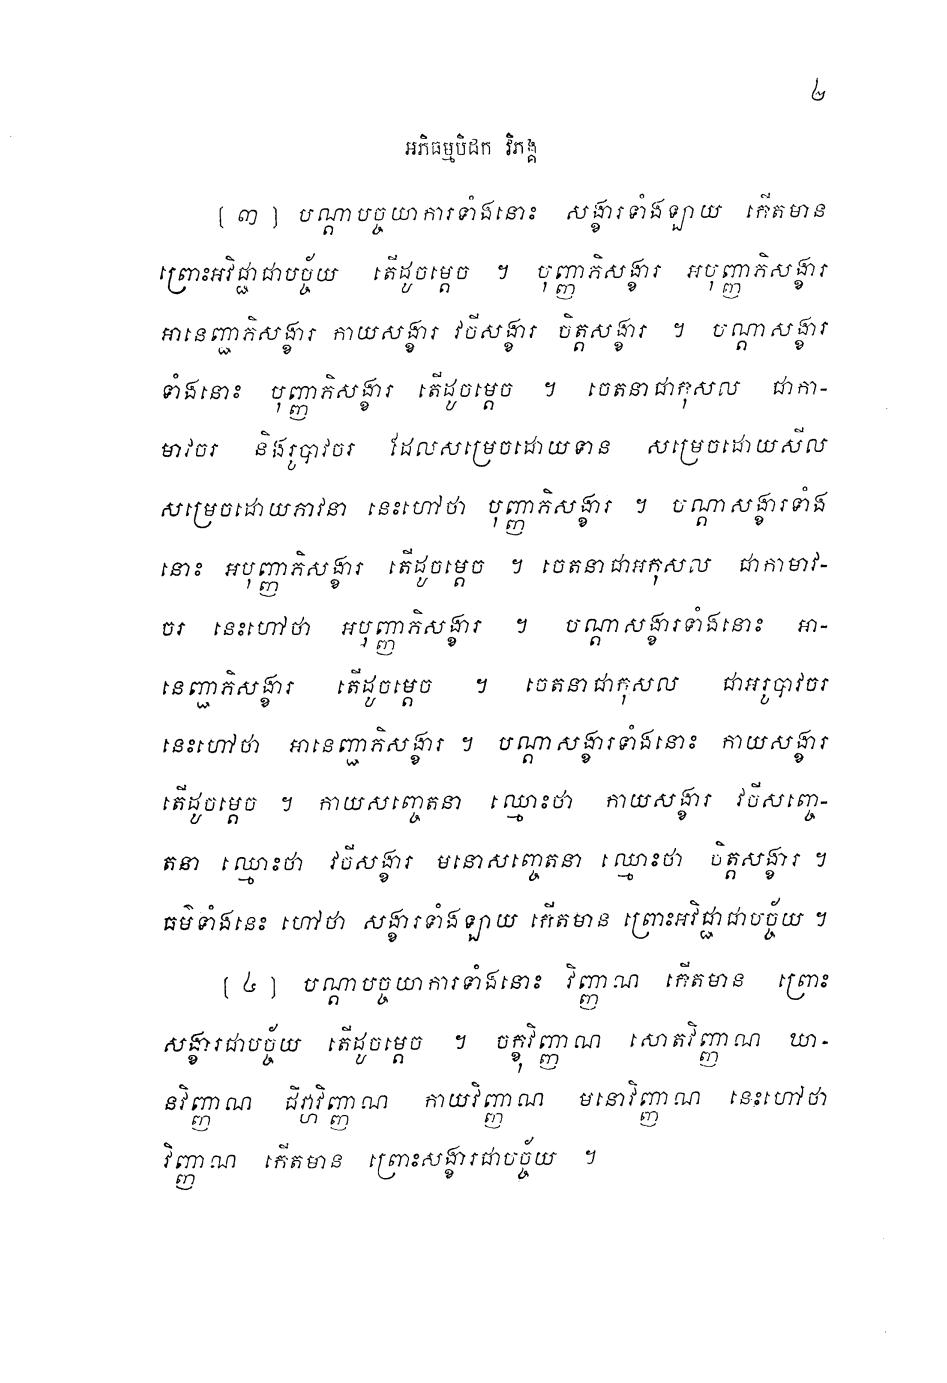 ៤
អភិធម្មបិដក វិភង្គ
[ ៣ ] បណ្តាបច្ចយាការទាំងនោះ សង្ខារទាំងឡាយ កើតមាន
ព្រោះអវិជ្ជាជាបច្ច័យ តើដូចម្តេច ។ បុញ្ញាភិសង្ខារ អបុញ្ញាភិសង្ខារ
អានេញ្ជាភិសង្ខារ កាយសង្ខារ វចីសង្ខារ ចិត្តសង្ខារ ។ បណ្តាសង្ខារ
ទាំងនោះ បុញ្ញាភិសង្ខារ តើដូចម្តេច ។ ចេតនាជាកុសល ជាកា-
មាវចរ និងរូបាវចរ ដែលសម្រេចដោយទាន សម្រេចដោយសីល
សម្រេចដោយភាវនា នេះហៅថា បុញ្ញាភិសង្ខារ ។ បណ្តាសង្ខារទាំង
នោះ អបុញ្ញាភិសង្ខារ តើដូចម្តេច ។ ចេតនាជាអកុសល ជាកាមាវ-
ចរ នេះហៅថា អបុញ្ញាភិសង្ខារ ។ បណ្តាសង្ខារទាំងនោះ អា-
នេញ្ជាភិសង្ខារ តើដូចម្តេច ។ ចេតនាជាកុសល ជាអរូបាវចរ
នេះហៅថា អានេញ្ជាភិសង្ខារ ។ បណ្តាសង្ខារទាំងនោះ កាយសង្ខារ
តើដូចម្តេច ។ កាយសញ្ចេតនា ឈ្មោះថា កាយសង្ខារ វចីសញ្ចេ-
តនា ឈ្មោះថា វចីសង្ខារ មនោសញ្ចេតនា ឈ្មោះថា ចិត្តសង្ខារ ។
ធម៌ទាំងនេះ ហៅថា សង្ខារទាំងឡាយ កើតមាន ព្រោះអវិជ្ជាជាបច្ច័យ ។
[ ៤ ] បណ្តាបច្ចយាការទាំងនោះ វិញ្ញាណ កើតមាន ព្រោះ
សង្ខារជាបច្ច័យ តើដូចម្តេច ។ ចក្ខុវិញ្ញាណ សោតវិញ្ញាណ ឃា-
នវិញ្ញាណ ជីវ្ហាវិញ្ញាណ កាយវិញ្ញាណ មនោវិញ្ញាណ នេះហៅថា
វិញ្ញាណ កើតមាន ព្រោះសង្ខារជាបច្ច័យ ។